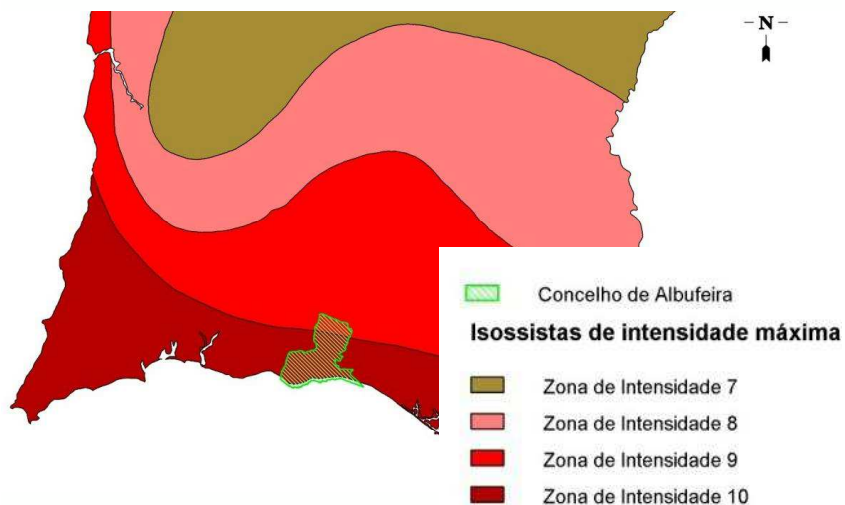 N
Concelho de Albufeira
Isossistas de intensidade máxima
Zona de Intensidade 7
Zona de Intensidade 8
Zona de Intensidade 9
Zona de Intensidade 10